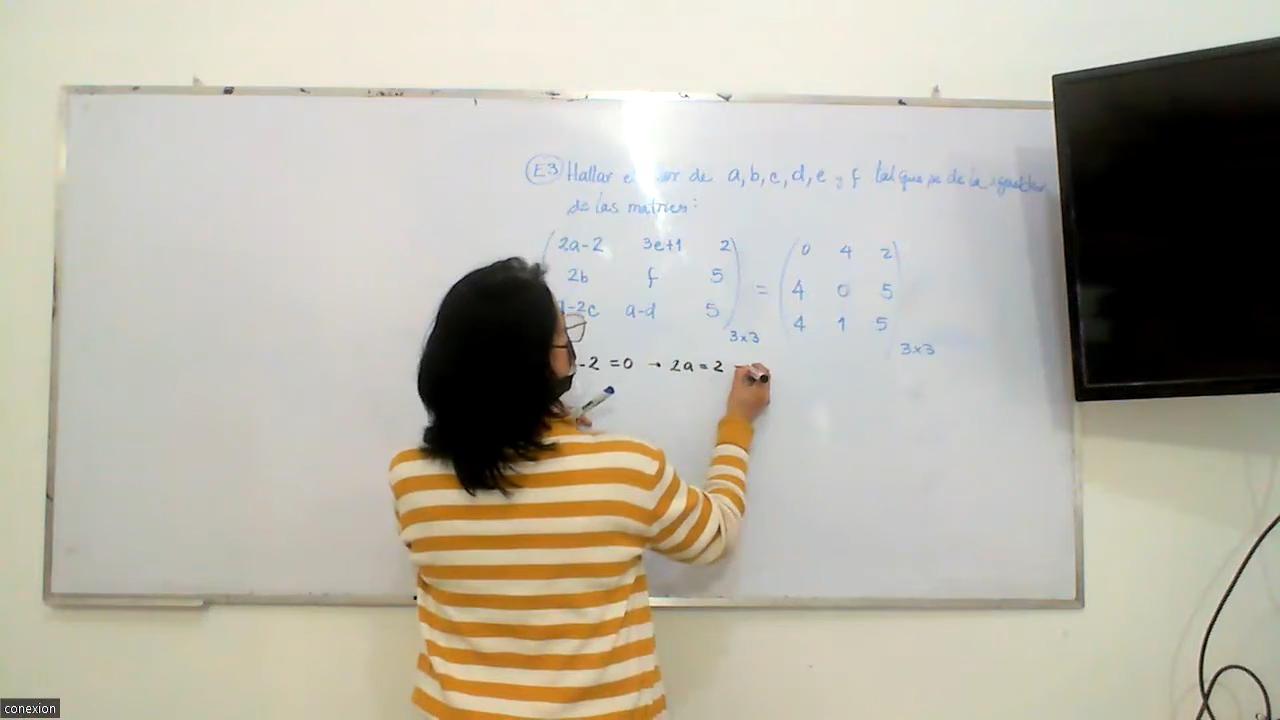 E3 Hallar de a, b, c, d, e y f tal que se de la igualdad
de las matrices:
2a-2 3e+1 2 0 4 2
2b f 5 = 4 0 5
-2c a-d 5 4 1 5
3x3 3x3
-2 =0 → 2a=2
conexion